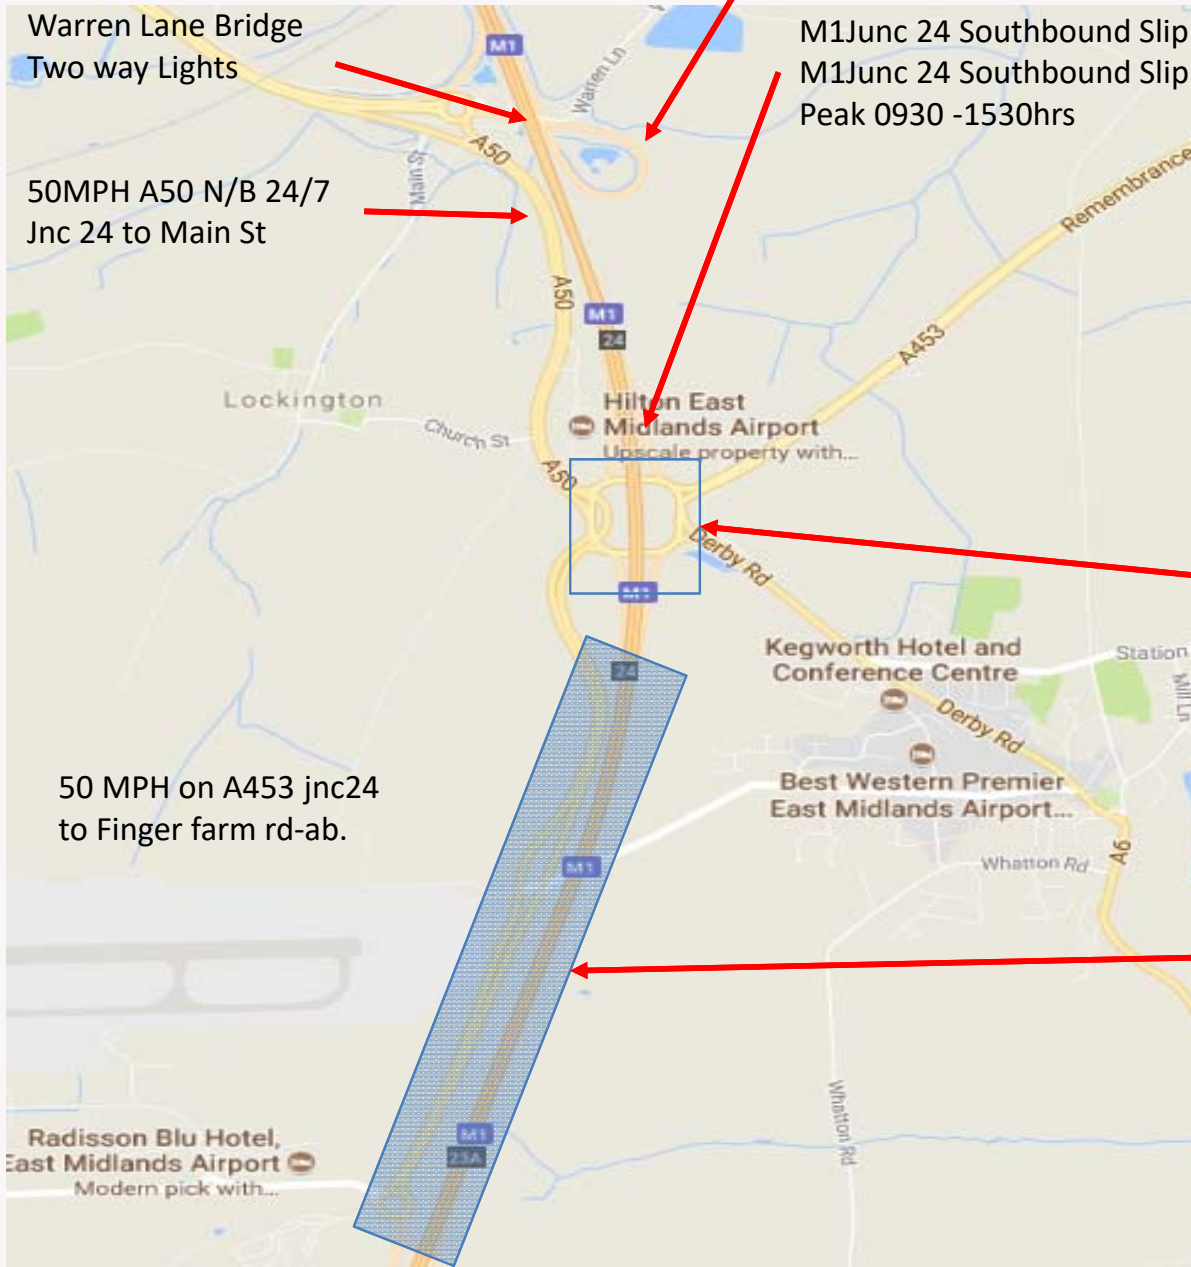 Warren Lane Bridge
Two way Lights
M1Junc 24 Southbound Slip
M1Junc 24 Southbound Slip
Peak 0930 -1530hrs
M1
Warren Ln
A50
Main St
50MPH A50 N/B 24/7
Jnc 24 to Main St
Remembrance
A50
M1
24
A453
Lockington
Hilton East
Midlands Airport
Upscale property with...
Church St
A50
Derby Rd
M1
Kegworth Hotel and
Conference Centre
Station
24
Mill Ln
Derby Rd
50 MPH on A453 jnc24
to Finger farm rd-ab.
Best Western Premier
East Midlands Airport...
M1
Whatton Rd
A6
Whatton Rd
M1
23A
Radisson Blu Hotel,
East Midlands Airport
Modern pick with...